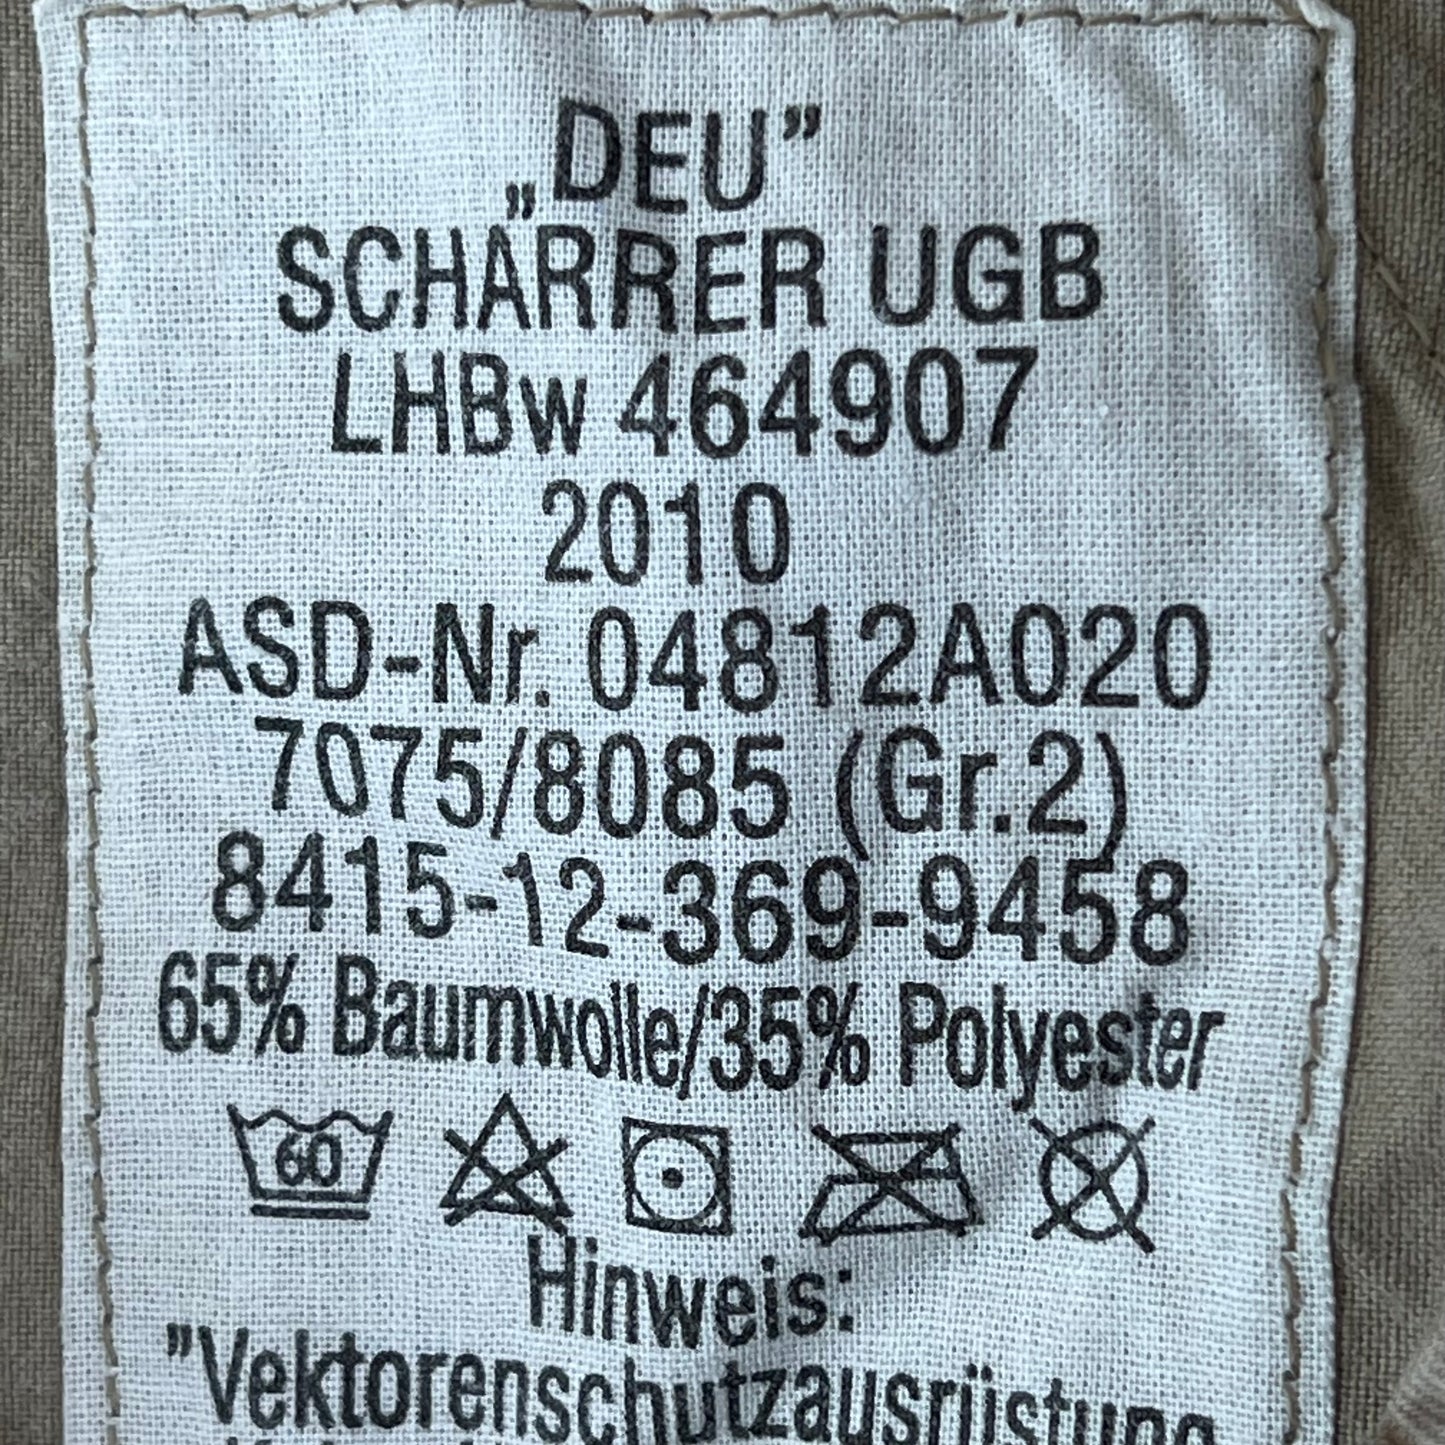 „DEU”
SCHÄRRER UGB
LHBw 464907
2010
ASD-Nr. 04812A020
7075/8085 (Gr.2)
8415-12-369-9458
65% Baumwolle/35% Polyester
60
Hinweis:
"Vektorenschutzausrüstung